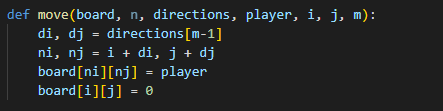 def move(board, n, directions, player, i, j, m):
    di, dj = directions[m-1]
    ni, nj = i + di, j + dj
    board[ni][nj] = player
    board[i][j] = 0